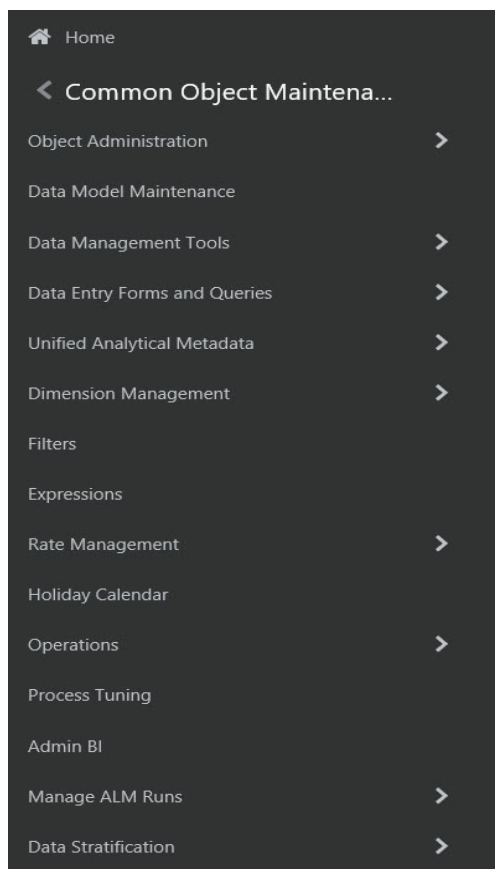 Home
Common Object Maintena...
Object Administration
Data Model Maintenance
Data Management Tools
Data Entry Forms and Queries
Unified Analytical Metadata
Dimension Management
Filters
Expressions
Rate Management
Holiday Calendar
Operations
Process Tuning
Admin BI
Manage ALM Runs
Data Stratification